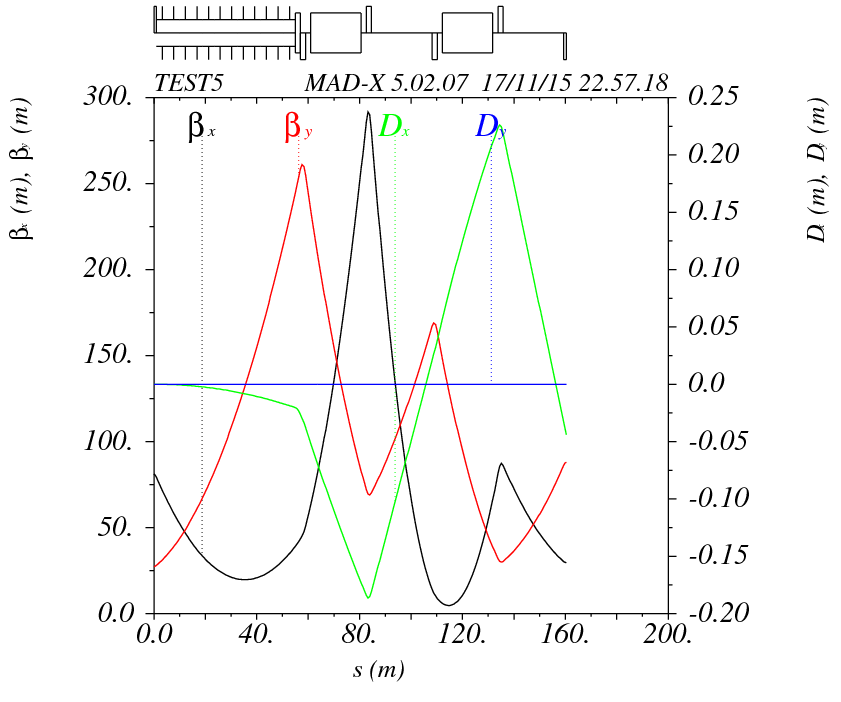 TEST5 MAD-X 5.02.07 17/11/15 22.57.18
βx βy Dx Dy
300. 0.25
0.20
250.
0.15
200. 0.10
0.05
150.
0.0
100. -0.05
-0.10
50.
-0.15
0.0 -0.20
0.0 40. 80. 120. 160. 200.
s (m)
βx (m), βy (m)
Dx (m), Dy (m)